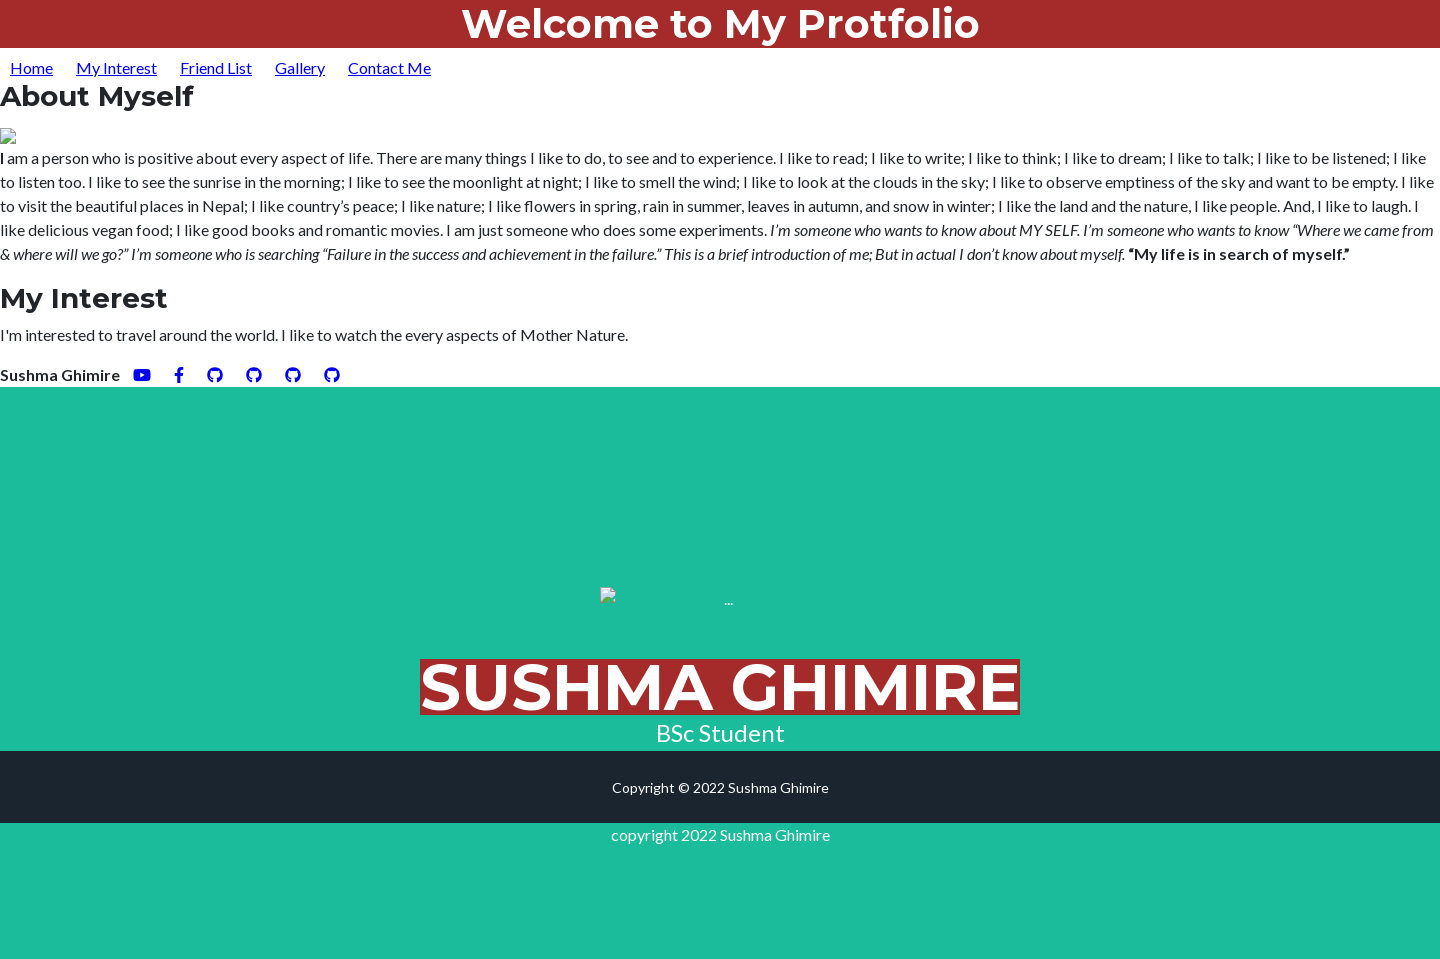 Welcome to My Protfolio
Home My Interest Friend List Gallery Contact Me
About Myself
I am a person who is positive about every aspect of life. There are many things I like to do, to see and to experience. I like to read; I like to write; I like to think; I like to dream; I like to talk; I like to be listened; I like
to listen too. I like to see the sunrise in the morning; I like to see the moonlight at night; I like to smell the wind; I like to look at the clouds in the sky; I like to observe emptiness of the sky and want to be empty. I like
to visit the beautiful places in Nepal; I like country’s peace; I like nature; I like flowers in spring, rain in summer, leaves in autumn, and snow in winter; I like the land and the nature, I like people. And, I like to laugh. I
like delicious vegan food; I like good books and romantic movies. I am just someone who does some experiments. I’m someone who wants to know about MY SELF. I’m someone who wants to know “Where we came from
& where will we go?” I’m someone who is searching “Failure in the success and achievement in the failure.” This is a brief introduction of me; But in actual I don’t know about myself. “My life is in search of myself.”
My Interest
I'm interested to travel around the world. I like to watch the every aspects of Mother Nature.
Sushma Ghimire
...
SUSHMA GHIMIRE
BSc Student
Copyright © 2022 Sushma Ghimire
copyright 2022 Sushma Ghimire